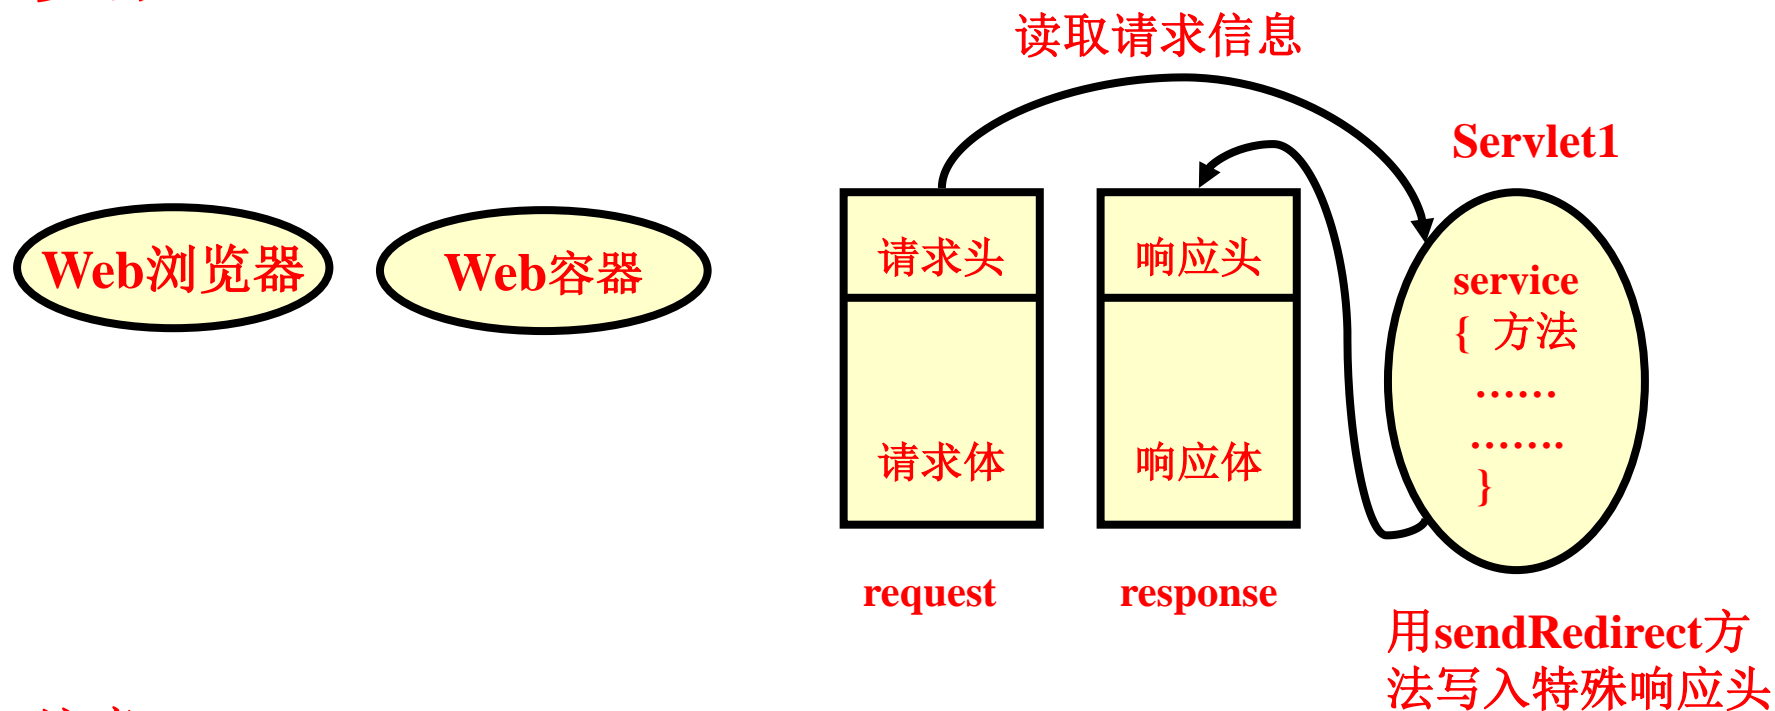 读取请求信息
Servlet1
Web浏览器
Web容器
请求头
响应头
service
{ 方法
……
…….
}
请求体
响应体
request
response
用sendRedirect方
法写入特殊响应头